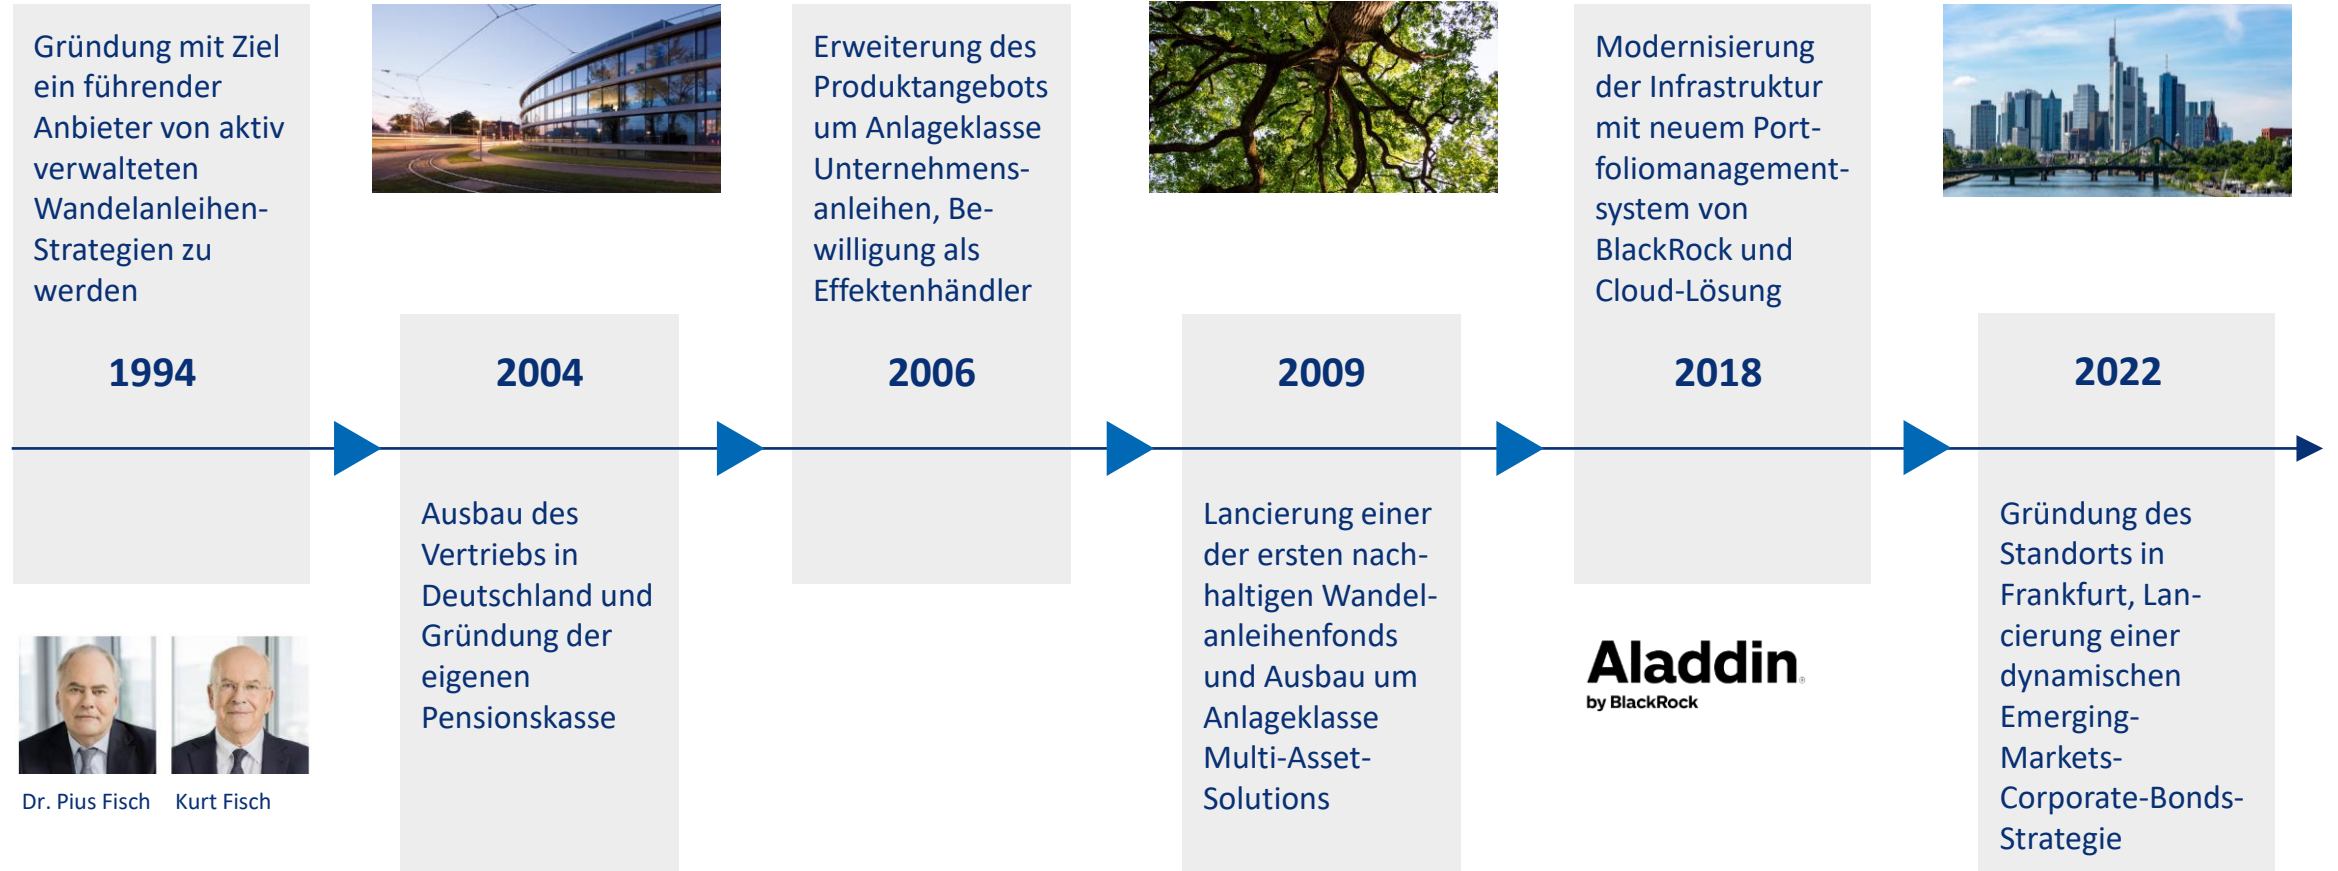 Gründung mit Ziel
ein führender
Anbieter von aktiv
verwalteten
Wandelanleihen-
Strategien zu
werden
1994
Dr. Pius Fisch
Kurt Fisch
2004
Ausbau des
Vertriebs in
Deutschland und
Gründung der
eigenen
Pensionskasse
Erweiterung des
Produktangebots
um Anlageklasse
Unternehmens-
anleihen, Be-
willigung als
Effektenhändler
2006
2009
Lancierung einer
der ersten nach-
haltigen Wandel-
anleihenfonds
und Ausbau um
Anlageklasse
Multi-Asset-
Solutions
Modernisierung
der Infrastruktur
mit neuem Port-
foliomanagement-
system von
BlackRock und
Cloud-Lösung
2018
Aladdin®
by BlackRock
2022
Gründung des
Standorts in
Frankfurt, Lan-
cierung einer
dynamischen
Emerging-
Markets-
Corporate-Bonds-
Strategie